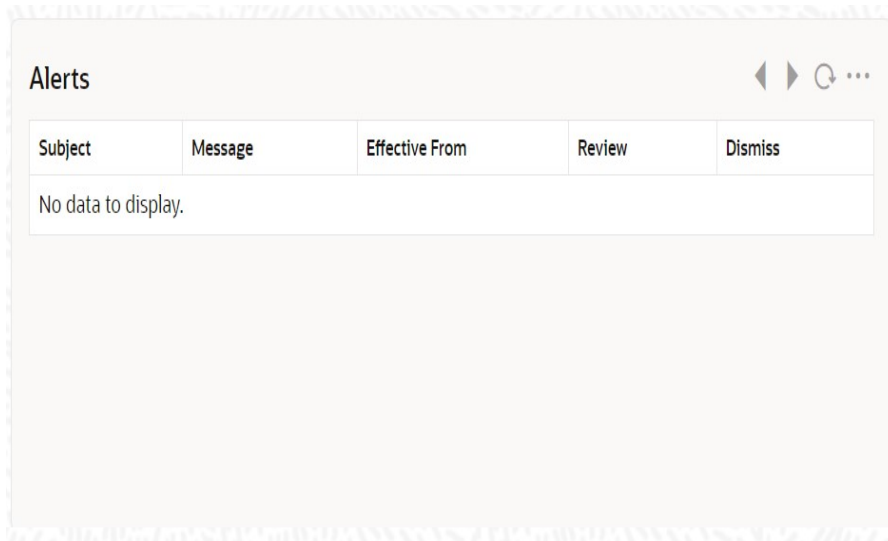 Alerts
Subject Message Effective From Review Dismiss
No data to display.